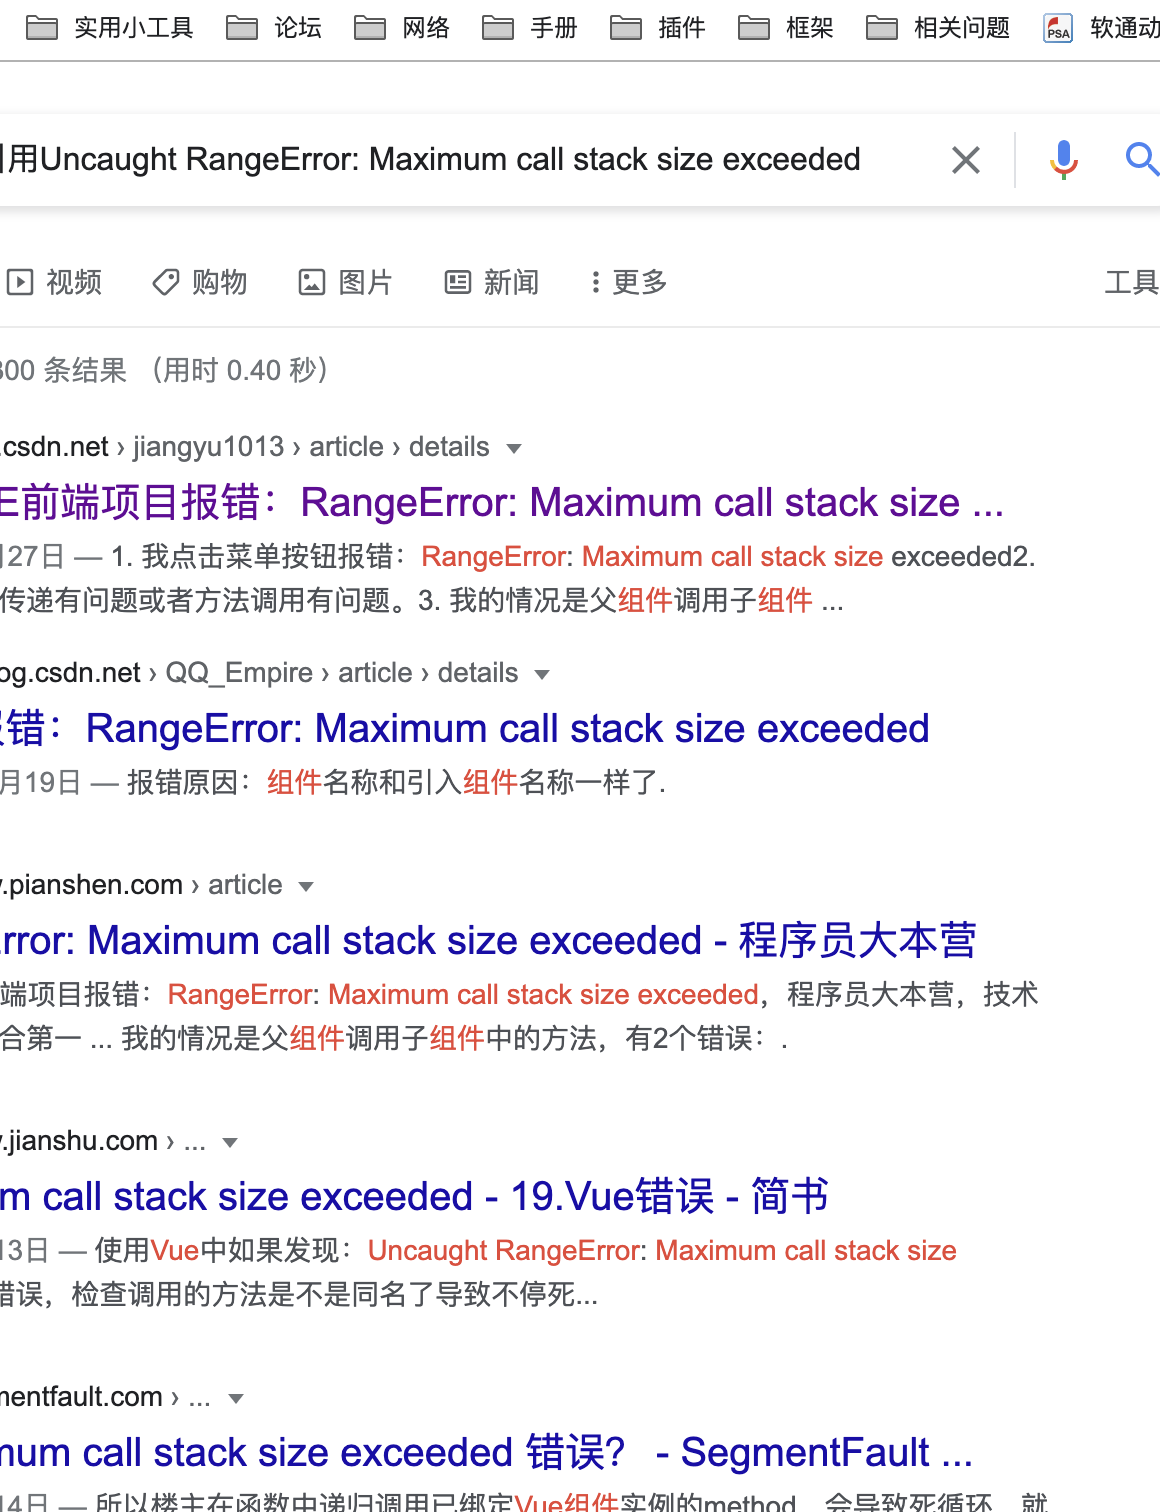 实用小工具 论坛 网络 手册 插件 框架 相关问题 PSA 软通动
用Uncaught RangeError: Maximum call stack size exceeded
视频 购物 图片 新闻 更多 工具
300 条结果 （用时 0.40 秒）
.csdn.net › jiangyu1013 › article › details
E前端项目报错：RangeError: Maximum call stack size ...
27日 — 1. 我点击菜单按钮报错：RangeError: Maximum call stack size exceeded2.
传递有问题或者方法调用有问题。3. 我的情况是父组件调用子组件 ...
og.csdn.net › QQ_Empire › article › details
报错：RangeError: Maximum call stack size exceeded
月19日 — 报错原因：组件名称和引入组件名称一样了.
.pianshen.com › article
rror: Maximum call stack size exceeded - 程序员大本营
端项目报错：RangeError: Maximum call stack size exceeded，程序员大本营，技术
合第一 ... 我的情况是父组件调用子组件中的方法，有2个错误：.
.jianshu.com › ...
m call stack size exceeded - 19.Vue错误 - 简书
13日 — 使用Vue中如果发现：Uncaught RangeError: Maximum call stack size
错误，检查调用的方法是不是同名了导致不停死...
mentfault.com › ...
mum call stack size exceeded 错误？ - SegmentFault ...
14日 — 所以楼主在函数中递归调用已绑定Vue组件实例的method，会导致死循环，就